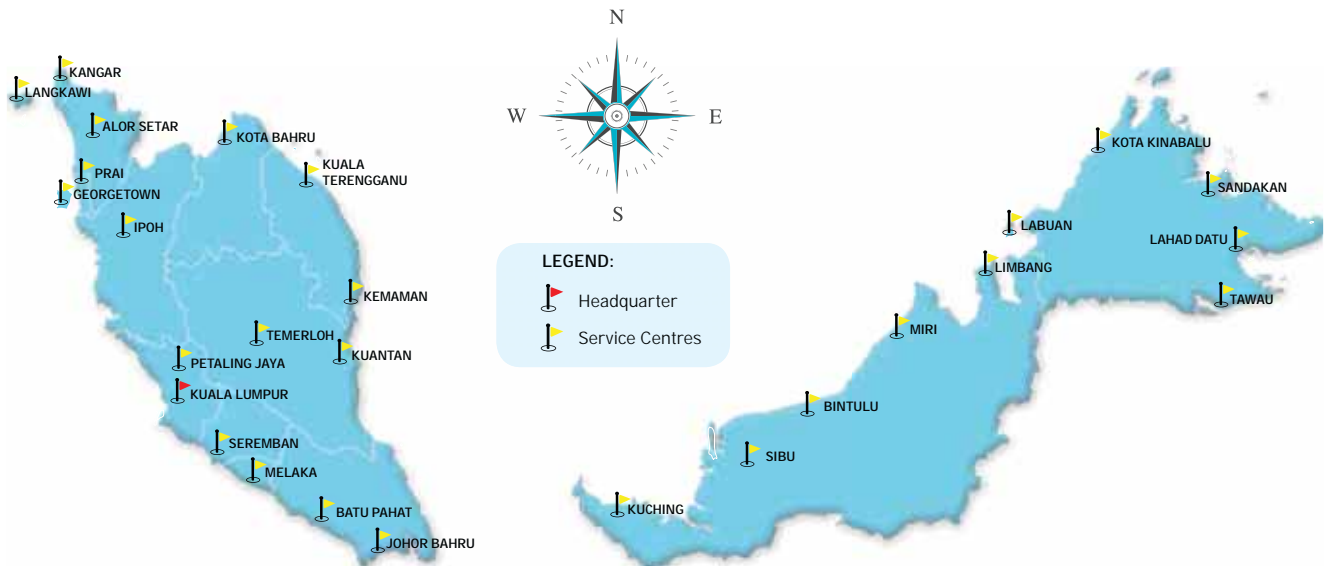 N
W
E
S
KANGAR
LANGKAWI
ALOR SETAR
KOTA BAHRU
PRAI
KUALA
TERENGGANU
GEORGETOWN
IPOH
KEMAMAN
TEMERLOH
KUANTAN
PETALING JAYA
KUALA LUMPUR
SEREMBAN
MELAKA
BATU PAHAT
JOHOR BAHRU
LEGEND:
Headquarter
Service Centres
KOTA KINABALU
SANDAKAN
LABUAN
LAHAD DATU
LIMBANG
TAWAU
MIRI
BINTULU
SIBU
KUCHING